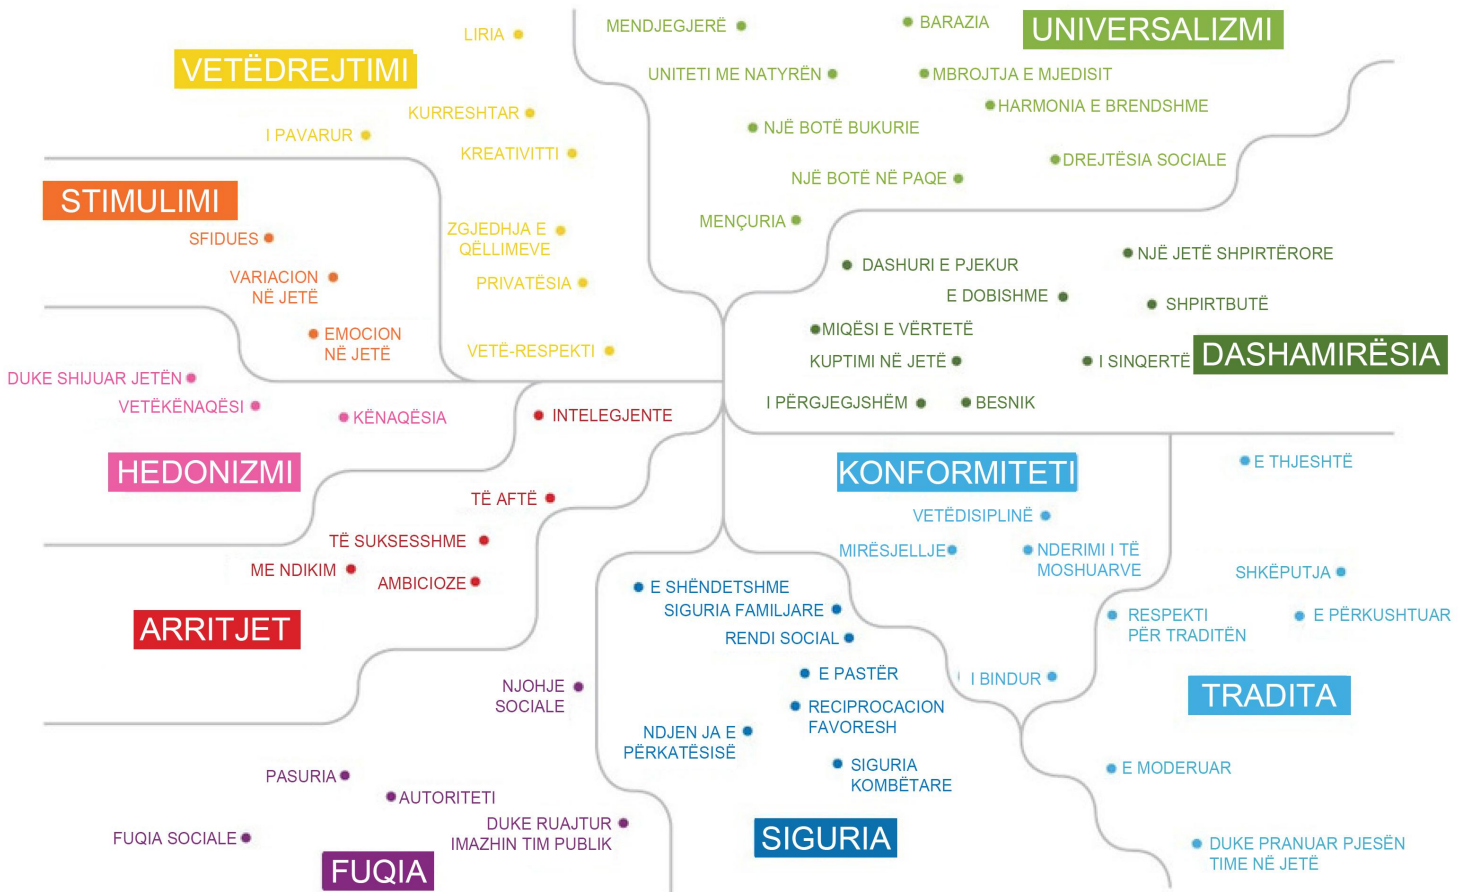 VETËDREJTIMI
LIRIA
KURRESHTAR
I PAVARUR
KREATIVITTI
ZGJEDHJA E
QËLLIMEVE
PRIVATËSIA
VETË-RESPEKTI
UNIVERSALIZMI
MENDJEGJERË
BARAZIA
UNITETI ME NATYRËN
MBROJTJA E MJEDISIT
HARMONIA E BRENDSHME
NJË BOTË BUKURIE
DREJTËSIA SOCIALE
NJË BOTË NË PAQE
MENÇURIA
STIMULIMI
SFIDUES
VARIACION
NË JETË
EMOCION
NË JETË
DASHURI E PJEKUR
NJË JETË SHPIRTËRORE
E DOBISHME
SHPIRTBUTË
MIQËSI E VËRTETË
KUPTIMI NË JETË
I SINQERTË
DASHAMIRËSIA
I PËRGJEGJSHËM
BESNIK
DUKE SHIJUAR JETËN
VETËKËNAQËSI
KËNAQËSIA
HEDONIZMI
INTELEGJENTE
TË AFTË
TË SUKSESSHME
ME NDIKIM
AMBICIOZE
ARRITJET
KONFORMITETI
VETËDISIPLINË
MIRËSJELLJE
NDERIMI I TË
MOSHUARVE
I BINDUR
E THJESHTË
SHKËPUTJA
RESPEKTI
PËR TRADITËN
E PËRKUSHTUAR
TRADITA
E MODERUAR
DUKE PRANUAR PJESËN
TIME NË JETË
E SHËNDETSHME
SIGURIA FAMILJARE
RENDI SOCIAL
E PASTËR
RECIPROCACION
FAVORESH
NDJEN JA E
PËRKATËSISË
SIGURIA
KOMBËTARE
SIGURIA
NJOHJE
SOCIALE
PASURIA
AUTORITETI
DUKE RUAJTUR
IMAZHIN TIM PUBLIK
FUQIA SOCIALE
FUQIA